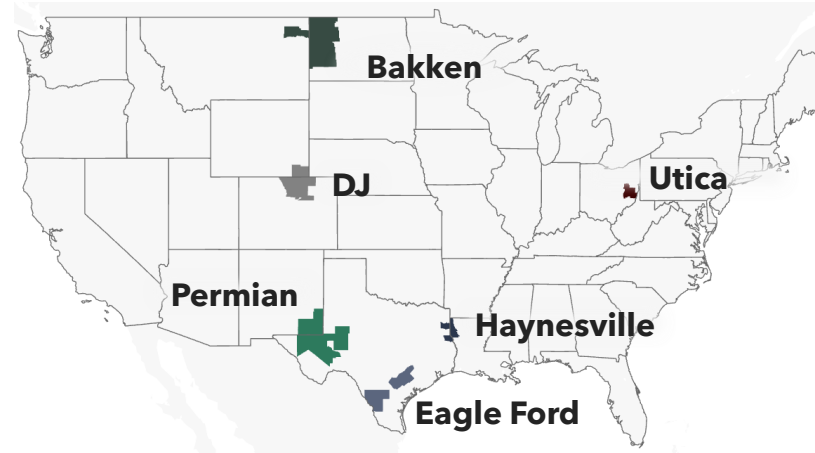 Bakken
DJ
Utica
Permian
Haynesville
Eagle Ford